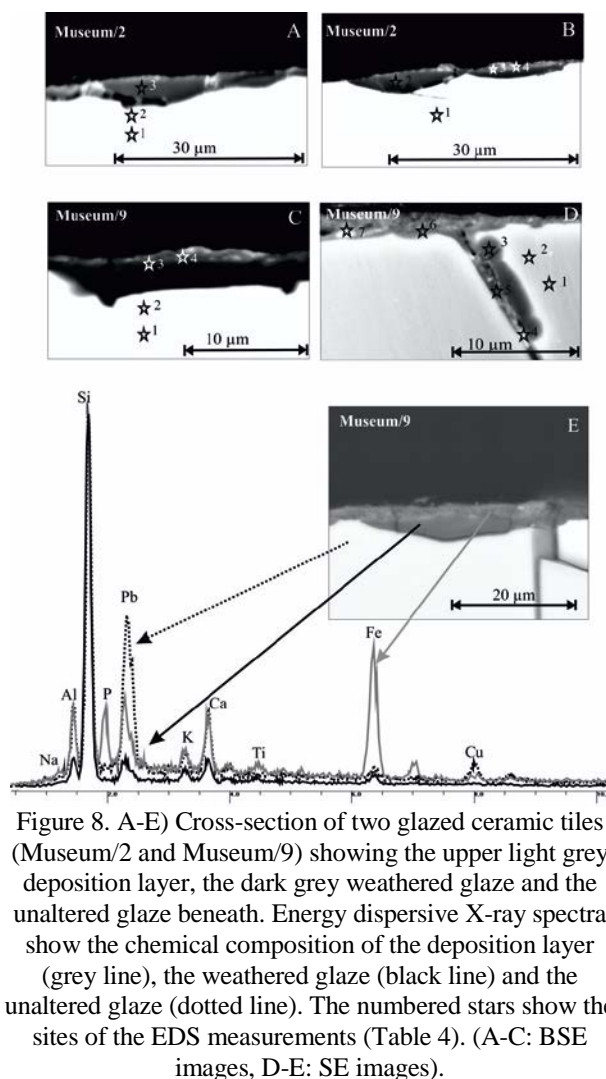 Museum/2 A
3
2
1
30 µm
Museum/2 B
2 3 4
1
30 µm
Museum/9 C
3 4
2
1
10 µm
Museum/9 D
7 6
3 2
1
5
4
10 µm
Museum/9 E
20 µm
Si
Pb
Fe
Al P Ca
Na K Ti Cu
2.0
Figure 8. A-E) Cross-section of two glazed ceramic tiles
(Museum/2 and Museum/9) showing the upper light grey
deposition layer, the dark grey weathered glaze and the
unaltered glaze beneath. Energy dispersive X-ray spectra
show the chemical composition of the deposition layer
(grey line), the weathered glaze (black line) and the
unaltered glaze (dotted line). The numbered stars show the
sites of the EDS measurements (Table 4). (A-C: BSE
images, D-E: SE images).